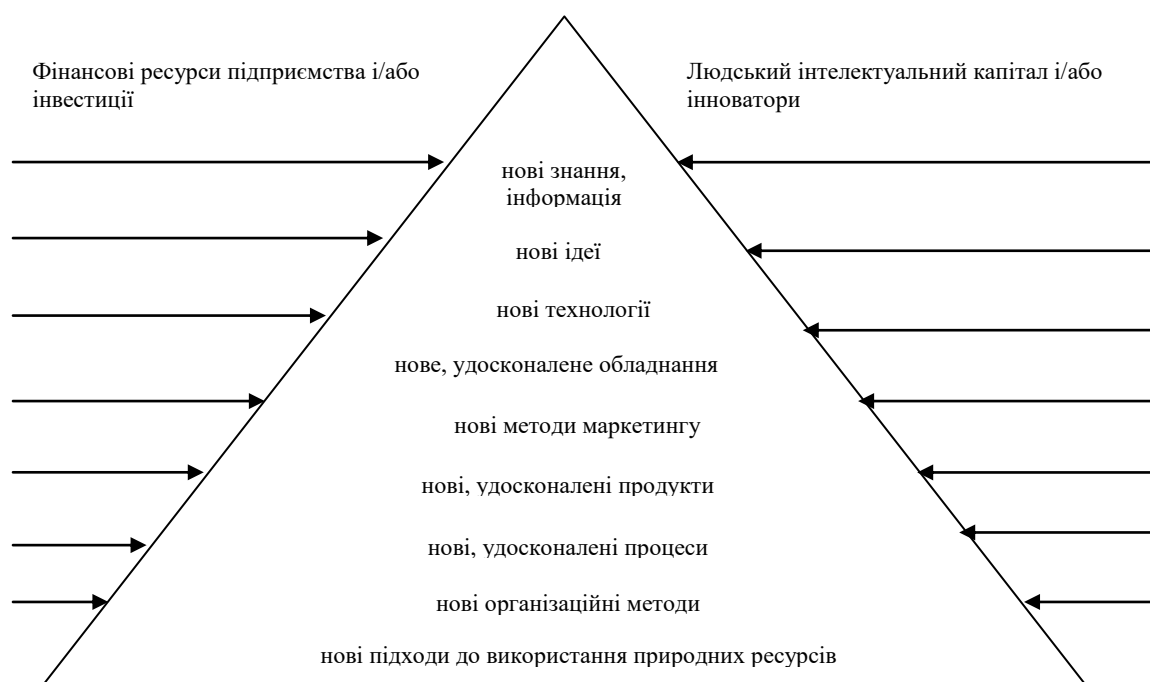 Фінансові ресурси підприємства і/або
інвестиції
Людський інтелектуальний капітал і/або
інноватори
нові знання,
інформація
нові ідеї
нові технології
нове, удосконалене обладнання
нові методи маркетингу
нові, удосконалені продукти
нові, удосконалені процеси
нові організаційні методи
нові підходи до використання природних ресурсів